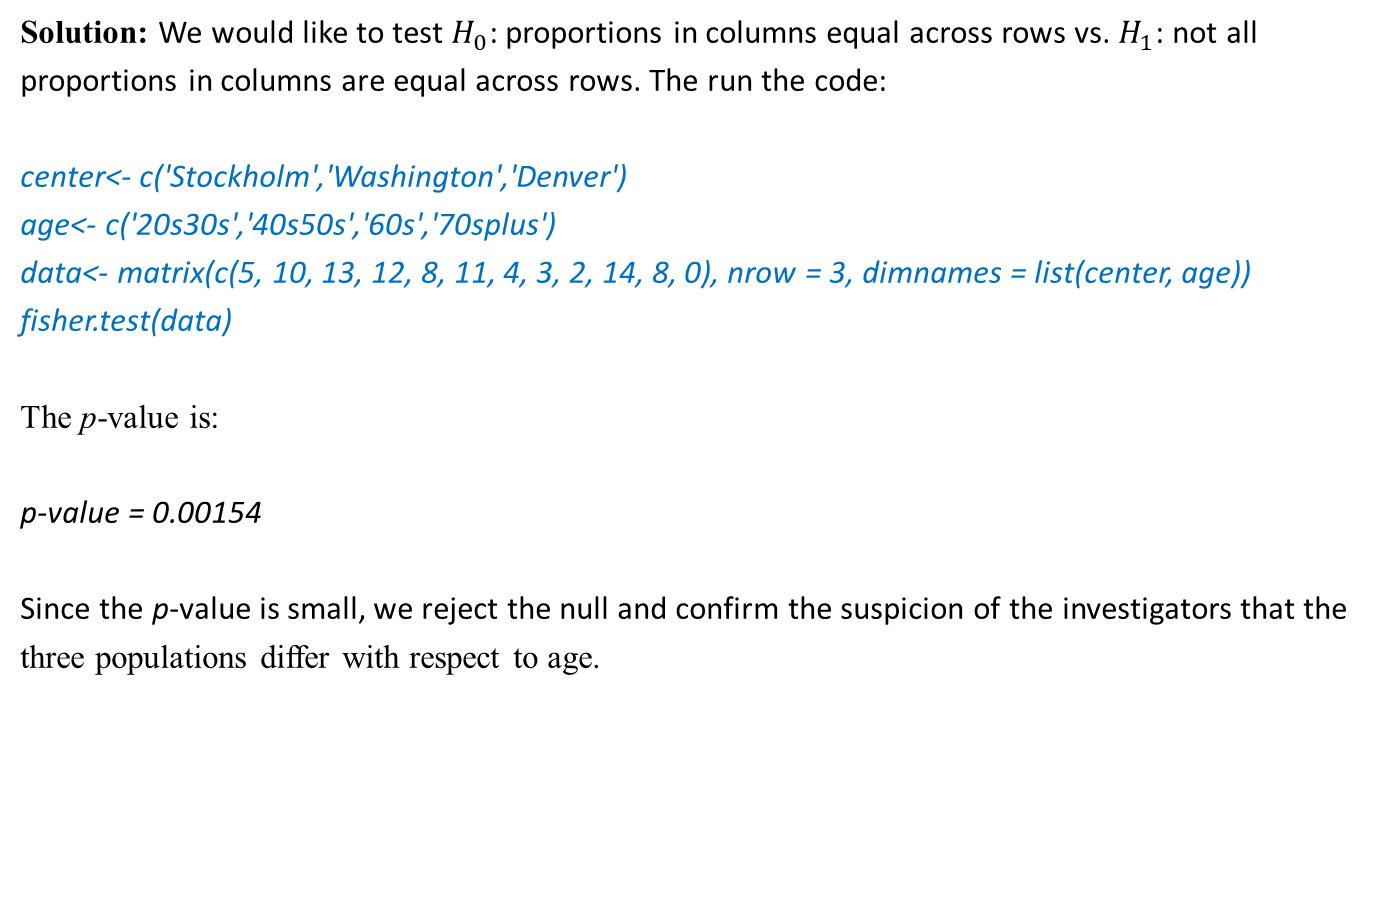 Solution: We would like to test H₀: proportions in columns equal across rows vs. H₁: not all
proportions in columns are equal across rows. The run the code:
center<- c('Stockholm','Washington','Denver')
age<- c('20s30s','40s50s','60s','70splus')
data<- matrix(c(5, 10, 13, 12, 8, 11, 4, 3, 2, 14, 8, 0), nrow = 3, dimnames = list(center, age))
fisher.test(data)
The p-value is:
p-value = 0.00154
Since the p-value is small, we reject the null and confirm the suspicion of the investigators that the
three populations differ with respect to age.